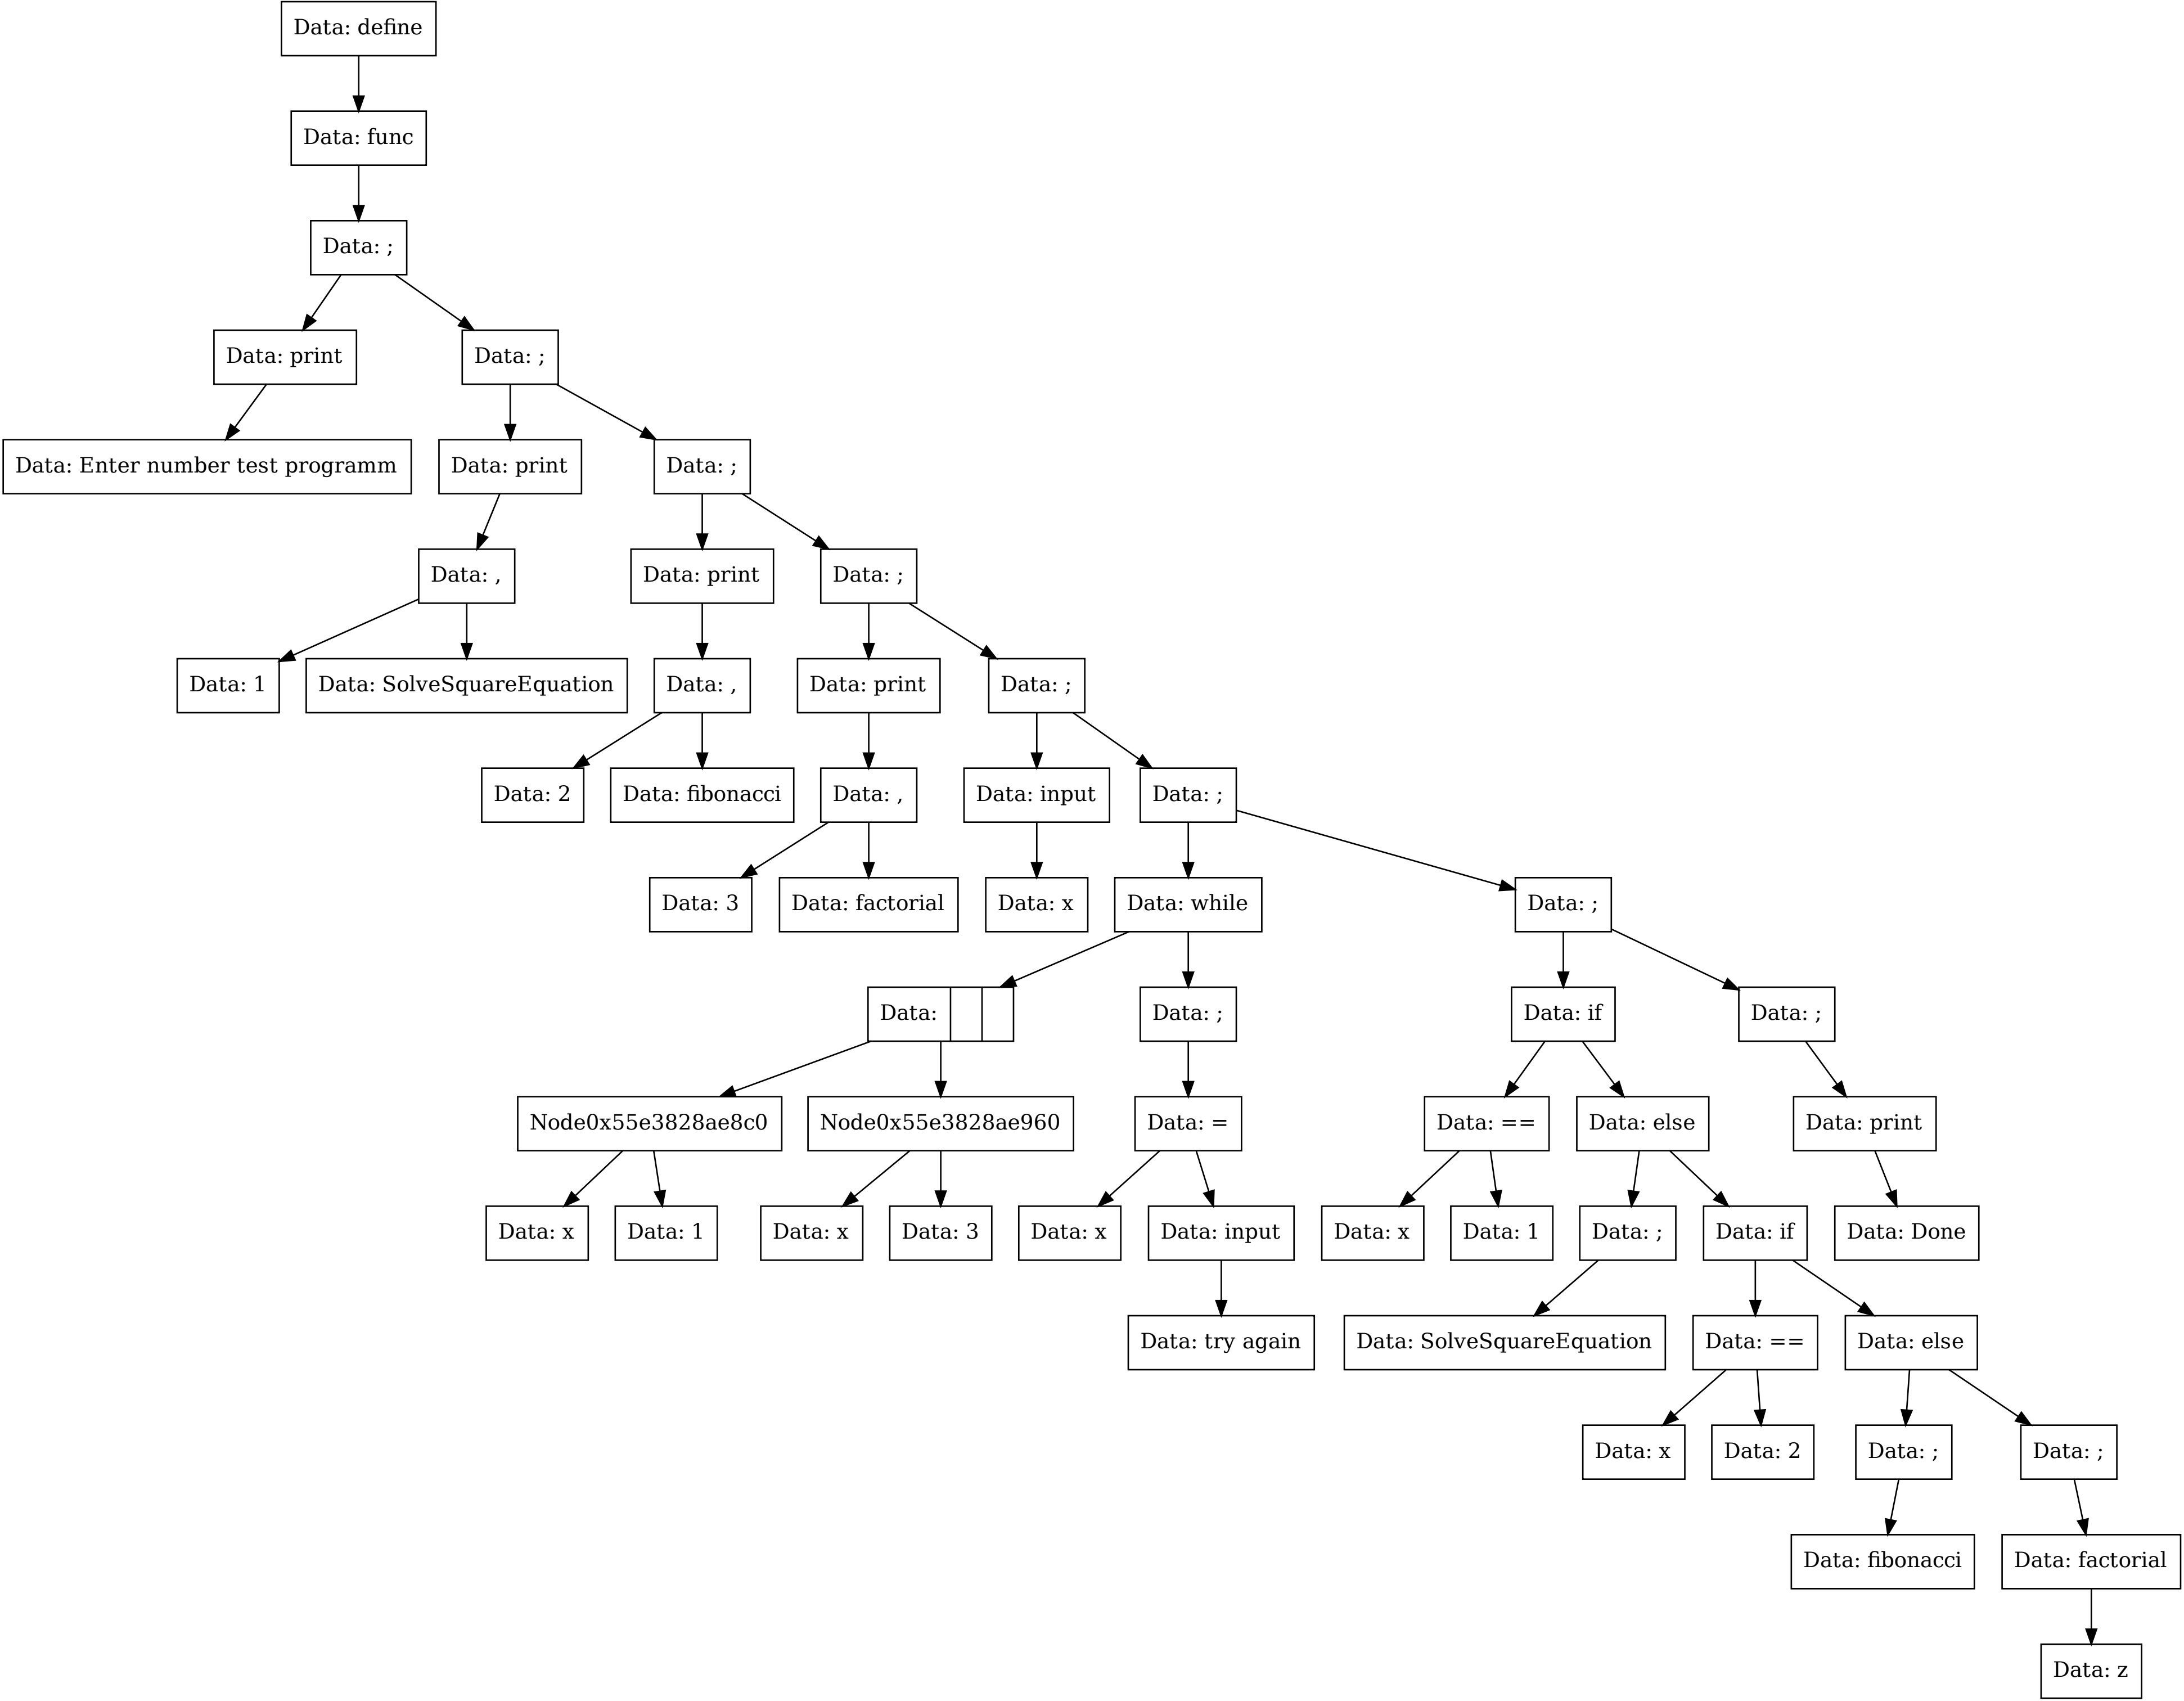 Data: define
Data: func
Data: ;
Data: print
Data: ;
Data: Enter number test programm
Data: print
Data: ;
Data: ,
Data: print
Data: ;
Data: 1
Data: SolveSquareEquation
Data: ,
Data: print
Data: ;
Data: 2
Data: fibonacci
Data: ,
Data: input
Data: ;
Data: 3
Data: factorial
Data: x
Data: while
Data: ;
Data:
Data: ;
Data: if
Data: ;
Node0x55e3828ae8c0
Node0x55e3828ae960
Data: =
Data: ==
Data: else
Data: print
Data: x
Data: 1
Data: x
Data: 3
Data: x
Data: input
Data: x
Data: 1
Data: ;
Data: if
Data: Done
Data: try again
Data: SolveSquareEquation
Data: ==
Data: else
Data: x
Data: 2
Data: ;
Data: ;
Data: fibonacci
Data: factorial
Data: z